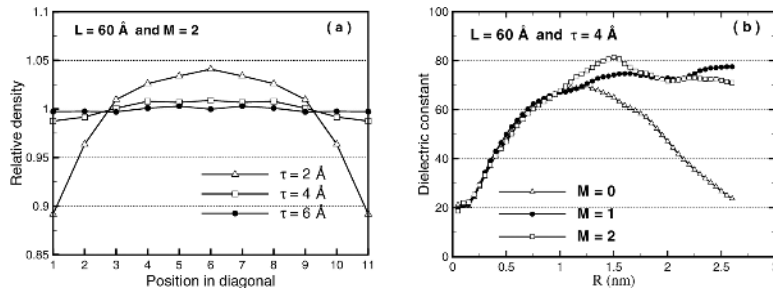 L = 60 Å and M = 2
(a)
1.1
1.05
1
0.95
0.9
0.85
Relative density
τ = 2 Å
τ = 4 Å
τ = 6 Å
1 2 3 4 5 6 7 8 9 10 11
Position in diagonal
L = 60 Å and τ = 4 Å
(b)
100
80
60
40
20
0
Dielectric constant
M = 0
M = 1
M = 2
0 0.5 1 1.5 2 2.5
R (nm)